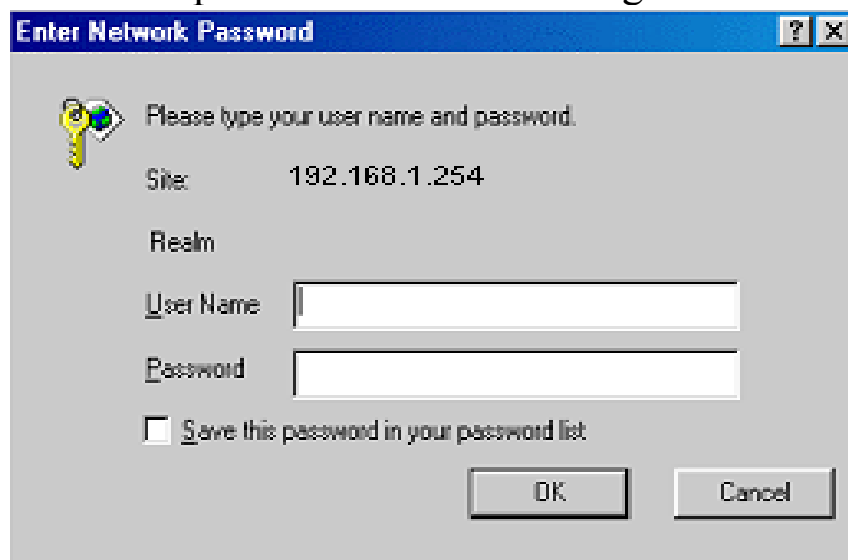 Enter Network Password
Please type your user name and password.
Site: 192.168.1.254
Realm
User Name
Password
Save this password in your password list
OK Cancel